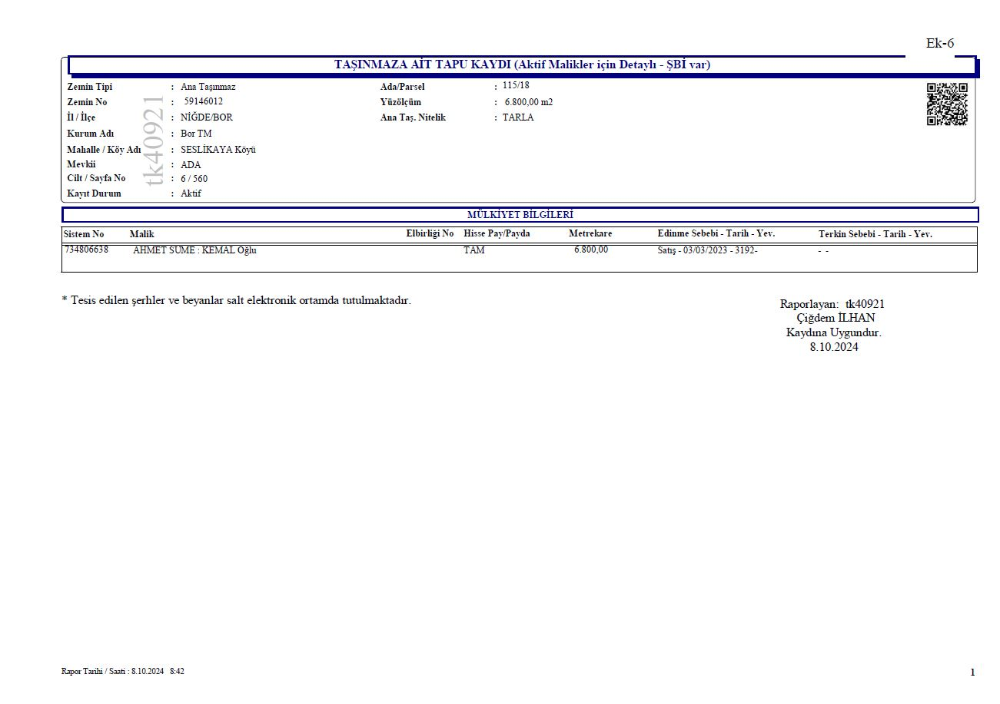 Ek-6
TAŞINMAZA AİT TAPU KAYDI (Aktif Malikler için Detaylı - ŞBİ var)
Zemin Tipi : Ana Taşınmaz Ada/Parsel : 115/18
Zemin No : 59146012 Yüzölçüm : 6.800,00 m2
İl / İlçe : NİĞDE/BOR Ana Taş. Nitelik : TARLA
Kurum Adı : Bor TM
Mahalle / Köy Adı : SESLİKAYA Köyü
Mevkii : ADA
Cilt / Sayfa No : 6 / 560
Kayıt Durum : Aktif
tk40921
MÜLKİYET BİLGİLERİ
Sistem No Malik Elbirliği No Hisse Pay/Payda Metrekare Edinme Sebebi - Tarih - Yev. Terkin Sebebi - Tarih - Yev.
734806638 AHMET SUME : KEMAL Oğlu TAM 6.800,00 Satış - 03/03/2023 - 3192- - -
* Tesis edilen şerhler ve beyanlar salt elektronik ortamda tutulmaktadır.
Raporlayan: tk40921
Çiğdem İLHAN
Kaydına Uygundur.
8.10.2024
Rapor Tarihi / Saati : 8.10.2024 8:42
1